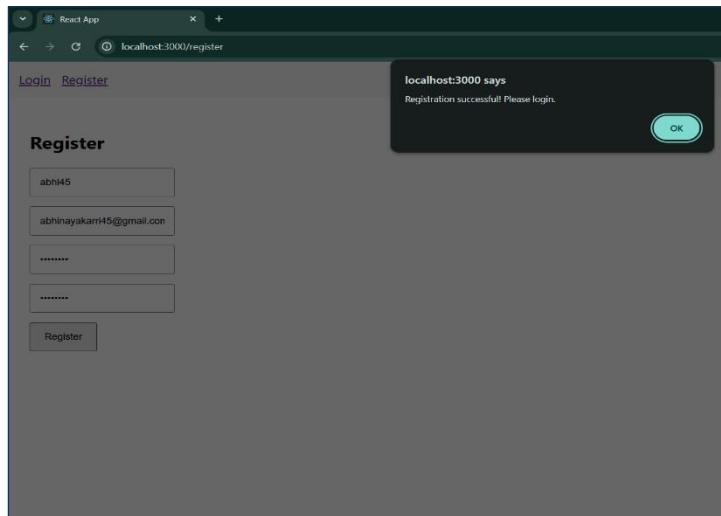 React App
localhost:3000/register
Login Register
localhost:3000 says
Registration successful! Please login.
OK
Register
abhi45
abhinayakarri45@gmail.con
........
........
Register